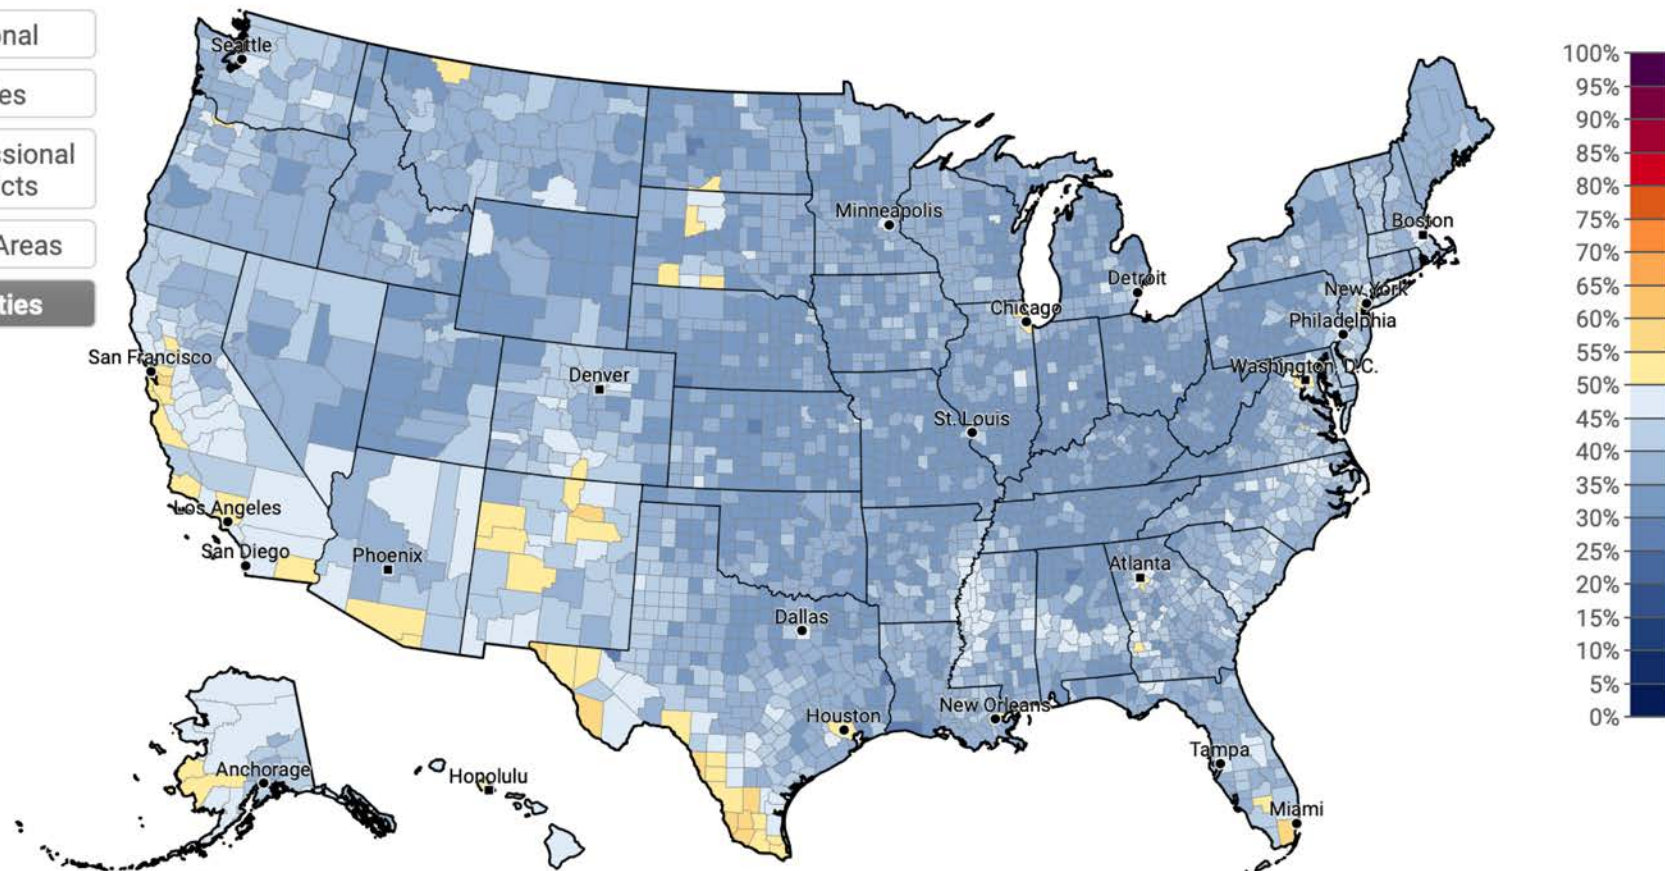 onal
es
ssional
cts
Areas
ties
Seattle
Minneapolis
Boston
Detroit
New York
Chicago
Philadelphia
San Francisco
Washington, D.C.
Denver
St. Louis
Los Angeles
San Diego
Phoenix
Atlanta
Dallas
New Orleans
Houston
Tampa
Anchorage
Honolulu
Miami
100%
95%
90%
85%
80%
75%
70%
65%
60%
55%
50%
45%
40%
35%
30%
25%
20%
15%
10%
5%
0%